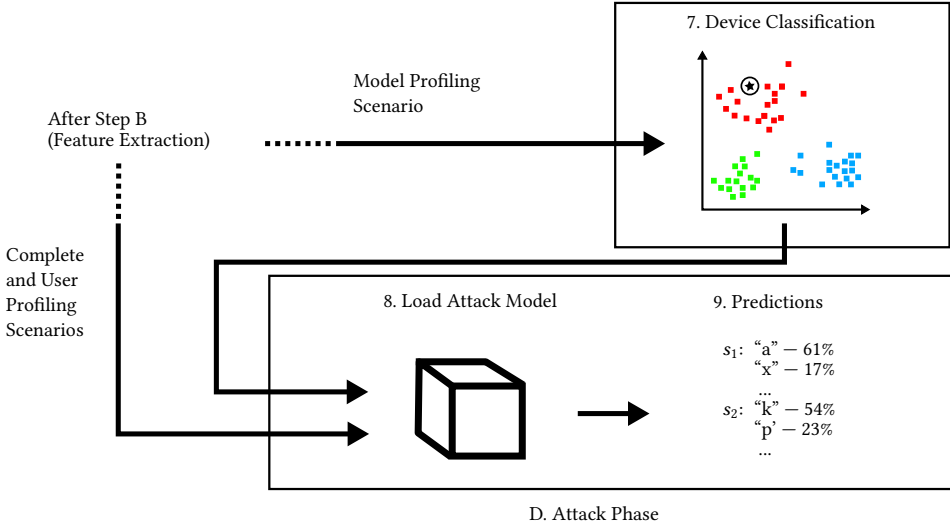 7. Device Classification
Model Profiling
Scenario
After Step B
(Feature Extraction)
Complete
and User
Profiling
Scenarios
8. Load Attack Model
9. Predictions
s₁: “a” – 61%
“x” – 17%
...
s₂: “k” – 54%
“p' – 23%
...
D. Attack Phase